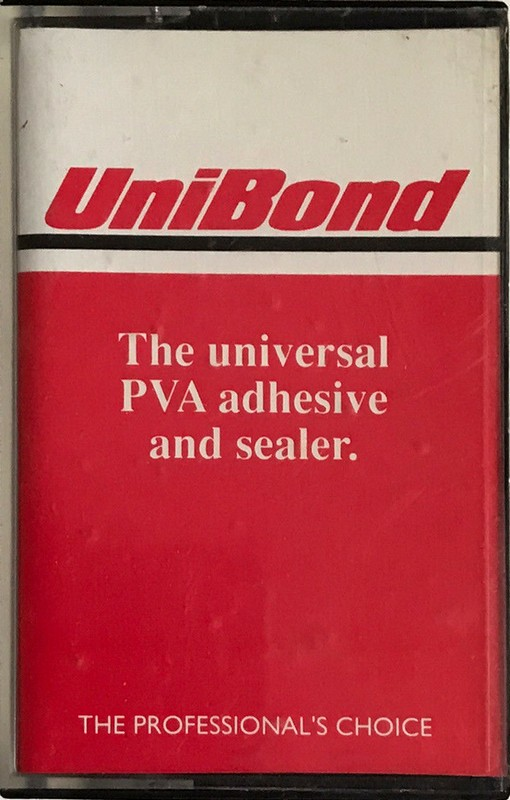 UniBond
The universal
PVA adhesive
and sealer.
THE PROFESSIONAL'S CHOICE